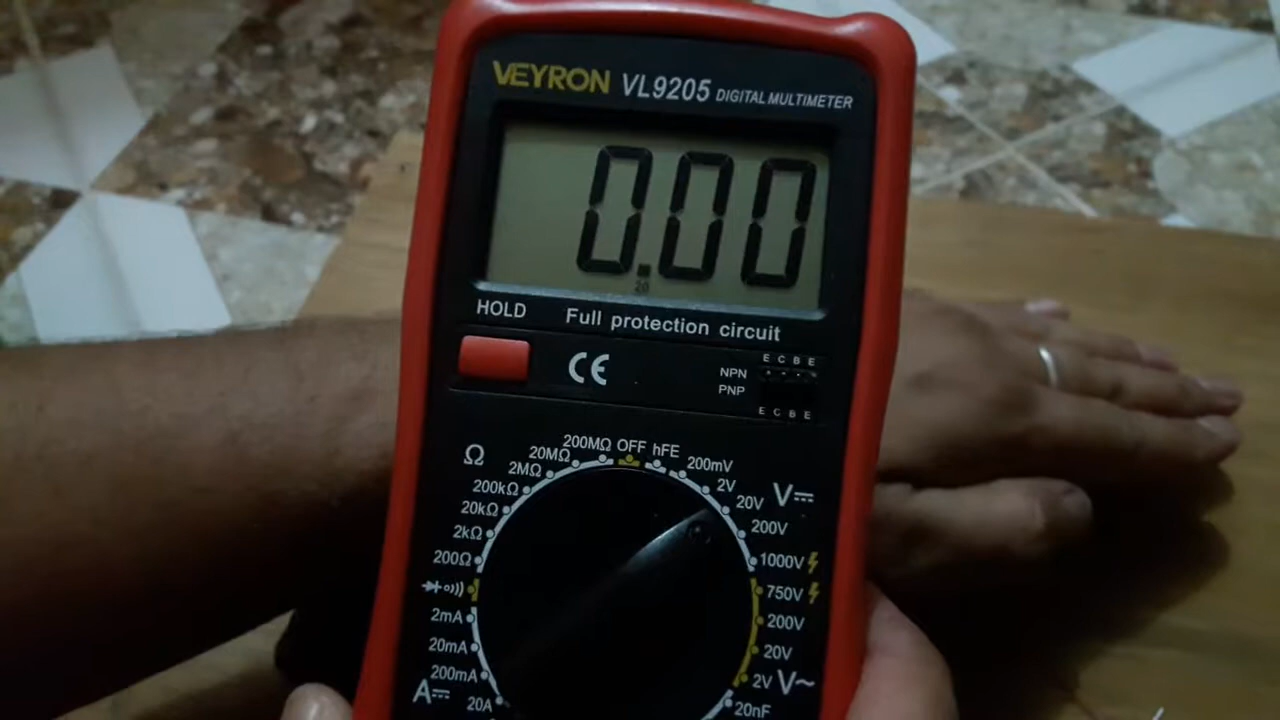 VEYRON VL9205 DIGITAL MULTIMETER
0.00
20
HOLD
Full protection circuit
CE
E C B E
NPN
PNP
E C B E
Ω
200MΩ
OFF
hFE
20MΩ
200mV
2MΩ
2V
200kΩ
20V
V
20kΩ
200V
2kΩ
1000V
200Ω
750V
2mA
200V
20mA
20V
200mA
2V
V~
A
20A
20nF